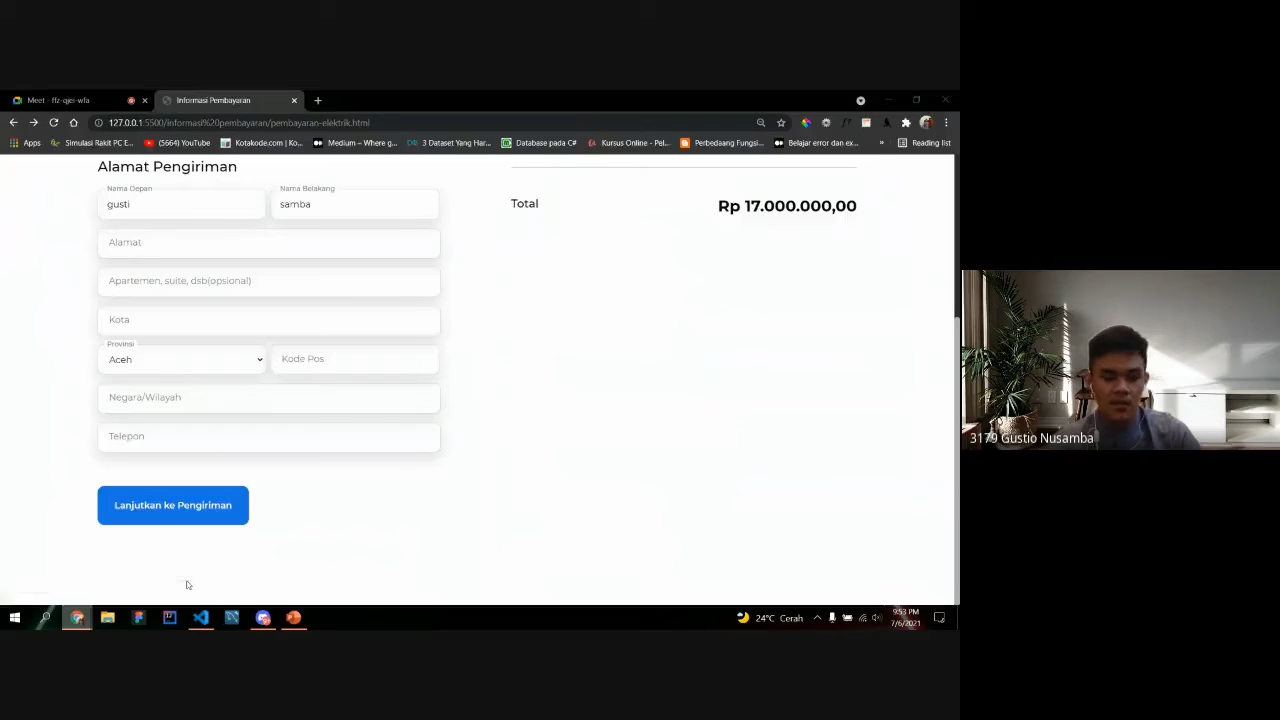 Meet - ffz-qjei-wfa
Informasi Pembayaran
127.0.0.1:5500/informasi%20pembayaran/pembayaran-elektrik.html
Apps
Simulasi Rakit PC E...
(5664) YouTube
Kotakode.com | Ko...
Medium – Where g...
3 Dataset Yang Har...
Database pada C#
Kursus Online - Pel...
Perbedaang Fungsi...
Belajar error dan ex...
»
Reading list
Alamat Pengiriman
Nama Depan
gusti
Nama Belakang
samba
Alamat
Apartemen, suite, dsb(opsional)
Kota
Provinsi
Aceh
Kode Pos
Negara/Wilayah
Telepon
Lanjutkan ke Pengiriman
Total
Rp 17.000.000,00
3179 Gustio Nusamba
24°C Cerah
9:53 PM
7/6/2021